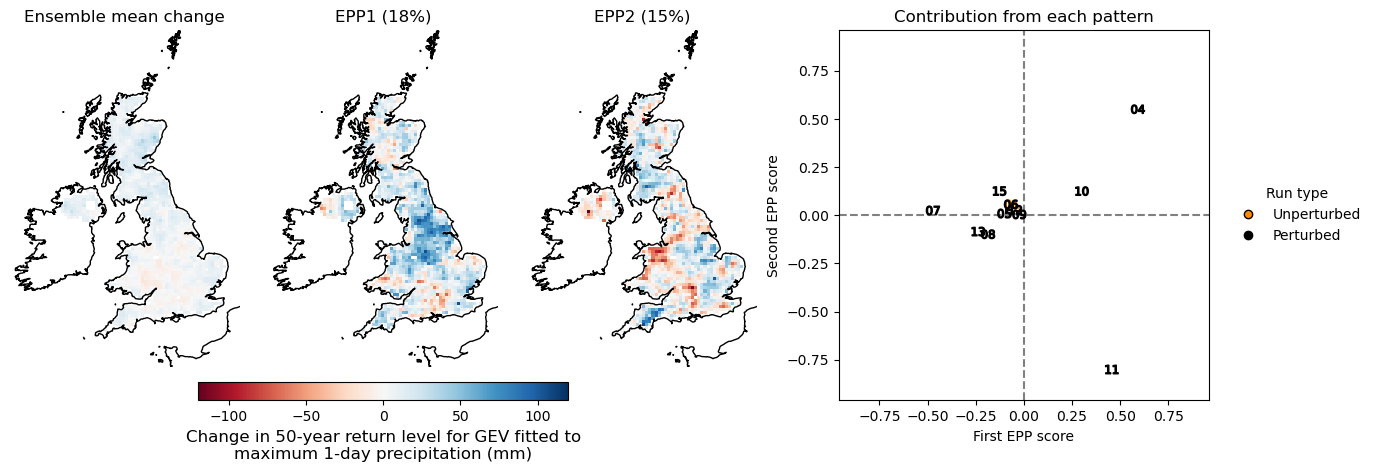 Ensemble mean change
EPP1 (18%)
EPP2 (15%)
Contribution from each pattern
Second EPP score
0.75
0.50
0.25
0.00
−0.25
−0.50
−0.75
04
15
10
06
07
05
09
13
08
11
−0.75
−0.50
−0.25
0.00
0.25
0.50
0.75
First EPP score
Run type
Unperturbed
Perturbed
−100
−50
0
50
100
Change in 50-year return level for GEV fitted to
maximum 1-day precipitation (mm)